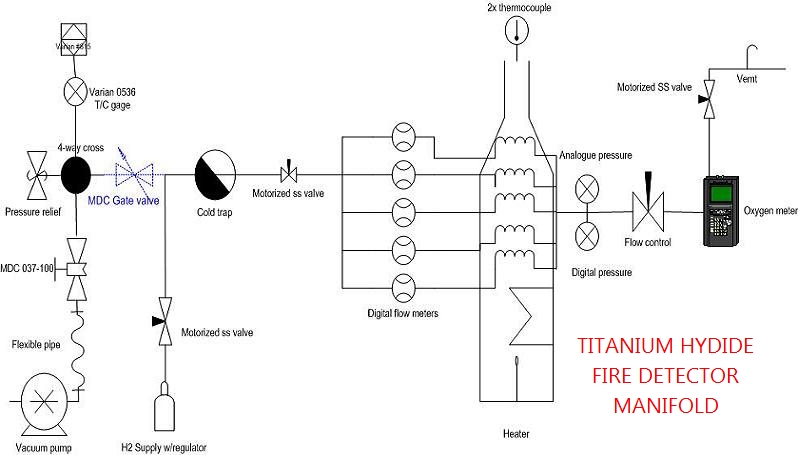 2x thermocouple
Varian 4615
Varian 0536
T/C gage
4-way cross
Pressure relief
MDC Gate valve
Cold trap
Motorized ss valve
Motorized SS valve
Vemt
Analogue pressure
Oxygen meter
Flow control
Digital pressure
MDC 037-100
Digital flow meters
Motorized ss valve
Flexible pipe
TITANIUM HYDIDE
FIRE DETECTOR
MANIFOLD
Vacuum pump
H2 Supply w/regulator
Heater